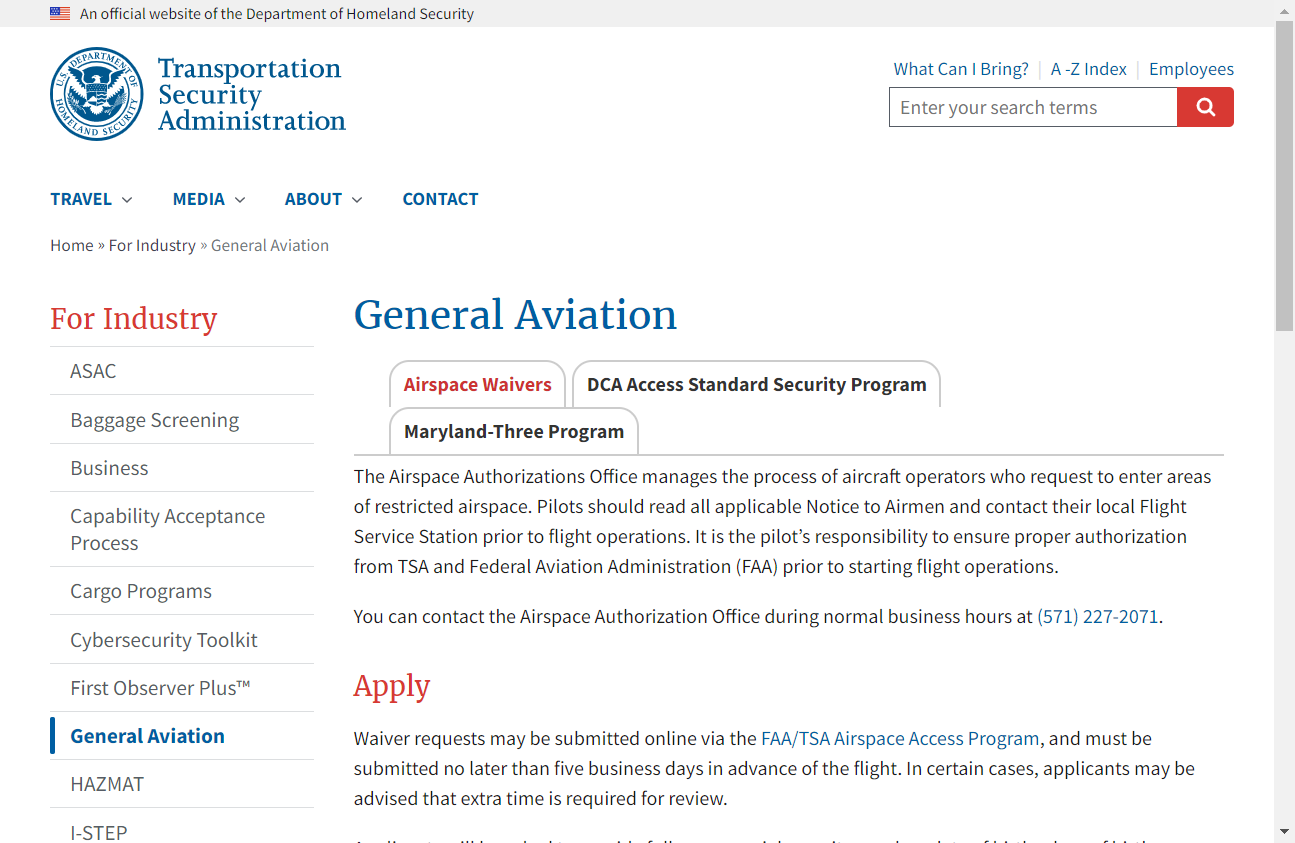 An official website of the Department of Homeland Security
U.S. DEPARTMENT OF HOMELAND SECURITY
Transportation
Security
Administration
What Can I Bring? A -Z Index Employees
Enter your search terms
TRAVEL MEDIA ABOUT CONTACT
Home » For Industry » General Aviation
For Industry
ASAC
Baggage Screening
Business
Capability Acceptance
Process
Cargo Programs
Cybersecurity Toolkit
First Observer Plus™
General Aviation
HAZMAT
I-STEP
General Aviation
Airspace Waivers DCA Access Standard Security Program
Maryland-Three Program
The Airspace Authorizations Office manages the process of aircraft operators who request to enter areas
of restricted airspace. Pilots should read all applicable Notice to Airmen and contact their local Flight
Service Station prior to flight operations. It is the pilot’s responsibility to ensure proper authorization
from TSA and Federal Aviation Administration (FAA) prior to starting flight operations.
You can contact the Airspace Authorization Office during normal business hours at (571) 227-2071.
Apply
Waiver requests may be submitted online via the FAA/TSA Airspace Access Program, and must be
submitted no later than five business days in advance of the flight. In certain cases, applicants may be
advised that extra time is required for review.